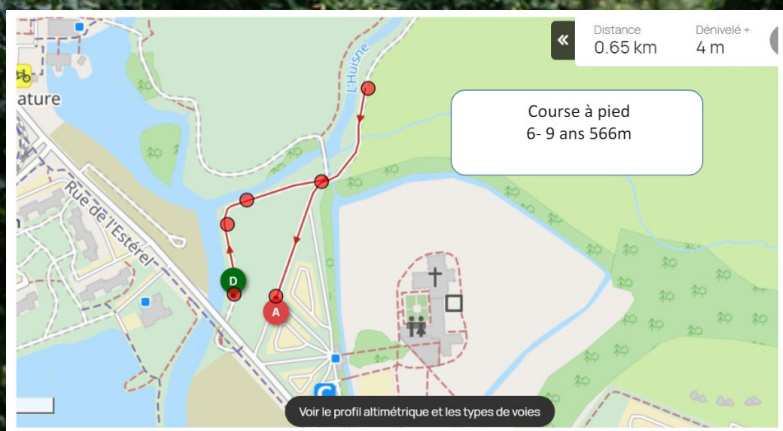 «
Distance
0.65 km
Dénivelé +
4 m
L'Huisne
Course à pied
6- 9 ans 566m
ature
Rue de l'Estérel
n
D
A
Voir le profil altimétrique et les types de voies